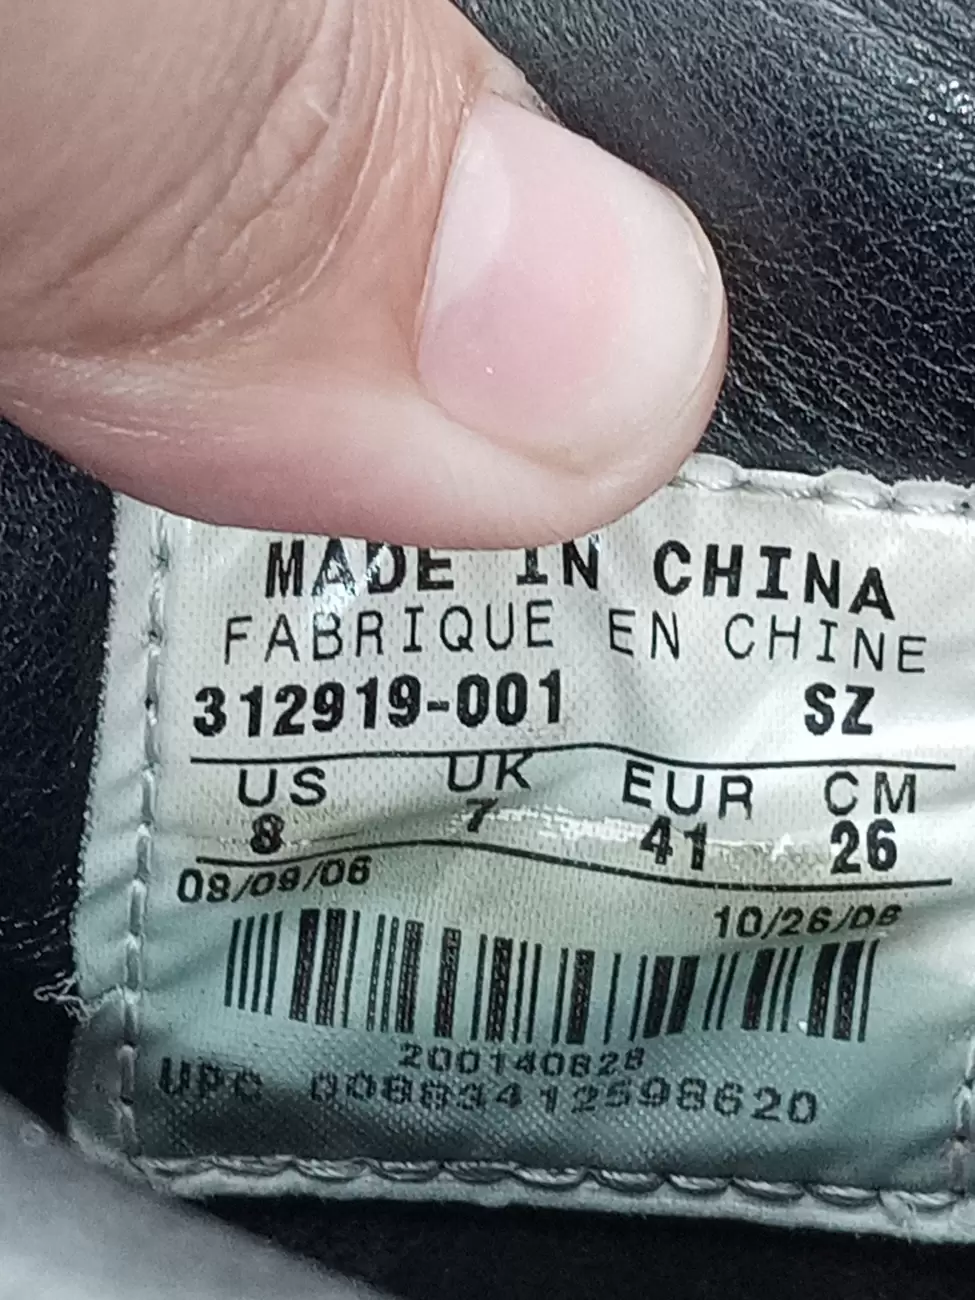 MADE IN CHINA
FABRIQUE EN CHINE
312919-001 SZ
US UK EUR CM
8 7 41 26
08/09/06
10/26/06
200140828
UPC 00883412598620